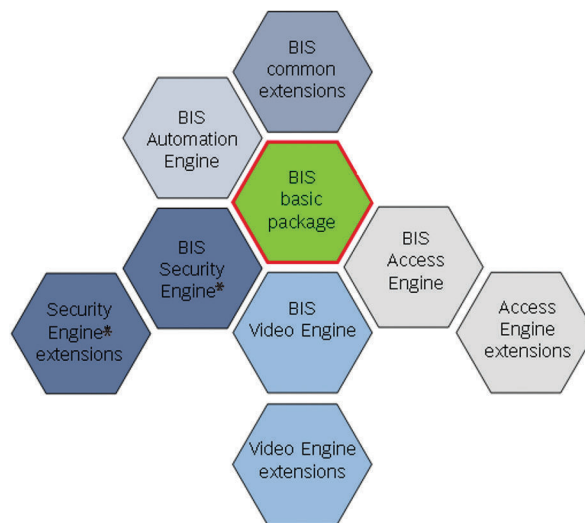 BIS
common
extensions
BIS
Automation
Engine
BIS
basic
package
BIS
Security
Engine*
BIS
Access
Engine
Security
Engine*
extensions
BIS
Video Engine
Access
Engine
extensions
Video Engine
extensions